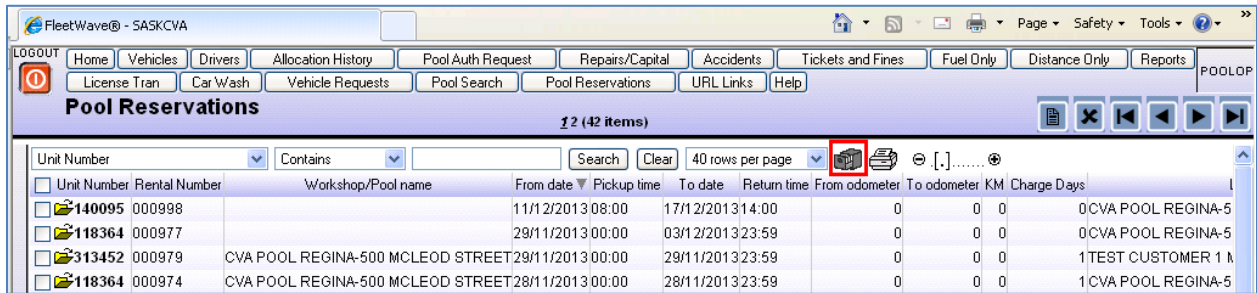 FleetWave® - SASKCVA
Page Safety Tools »
LOGOUT Home Vehicles Drivers Allocation History Pool Auth Request Repairs/Capital Accidents Tickets and Fines Fuel Only Distance Only Reports POOLOP
License Tran Car Wash Vehicle Requests Pool Search Pool Reservations URL Links Help
Pool Reservations
1 2 (42 items)
Unit Number Contains Search Clear 40 rows per page [.].......
Unit Number Rental Number Workshop/Pool name From date Pickup time To date Return time From odometer To odometer KM Charge Days
140095 000998 11/12/2013 08:00 17/12/2013 14:00 0 0 0 0 CVA POOL REGINA-5
118364 000977 29/11/2013 00:00 03/12/2013 23:59 0 0 0 0 CVA POOL REGINA-5
313452 000979 CVA POOL REGINA-500 MCLEOD STREET 29/11/2013 00:00 29/11/2013 23:59 0 0 0 1 TEST CUSTOMER 1
118364 000974 CVA POOL REGINA-500 MCLEOD STREET 28/11/2013 00:00 28/11/2013 23:59 0 0 0 1 CVA POOL REGINA-5